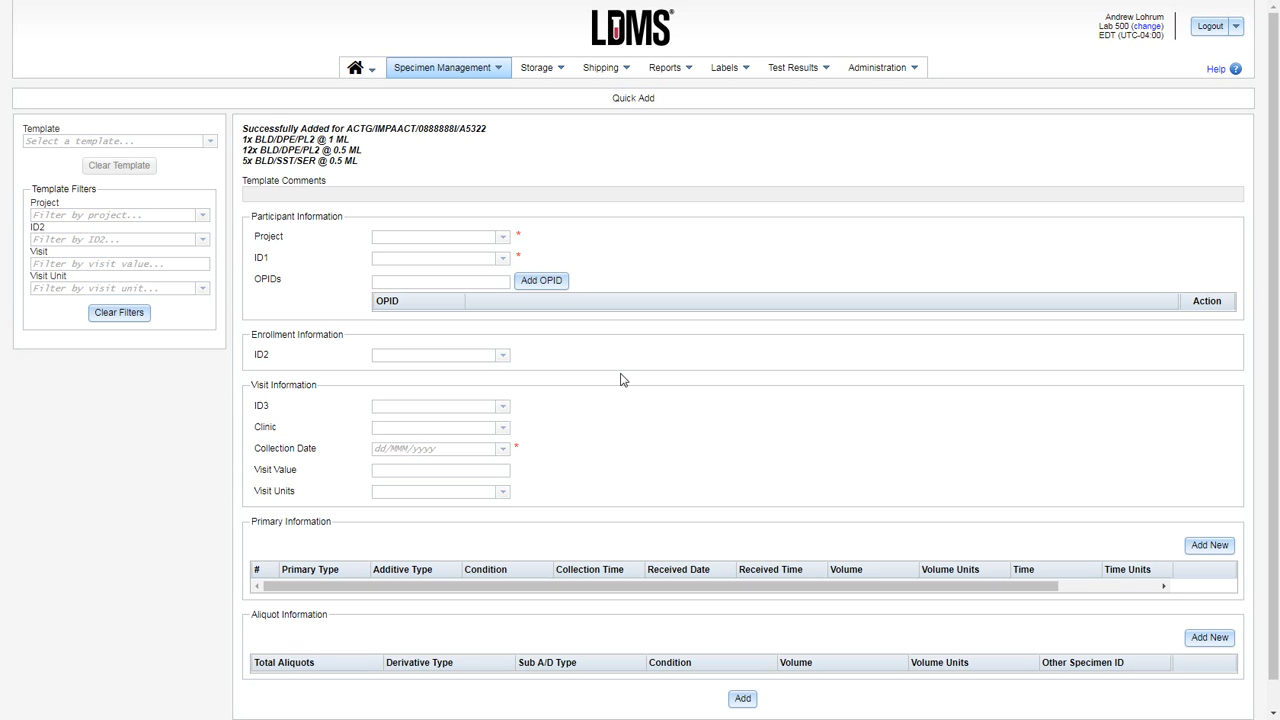 LDMS®
Andrew Lohrum
Lab 500 (change)
EDT (UTC-04:00)
Logout
Specimen Management
Storage
Shipping
Reports
Labels
Test Results
Administration
Help ?
Quick Add
Template
Select a template...
Clear Template
Template Filters
Project
Filter by project...
ID2
Filter by ID2...
Visit
Filter by visit value...
Visit Unit
Filter by visit unit...
Clear Filters
Successfully Added for ACTG/IMPAACT/0888888I/A5322
1x BLD/DPE/PL2 @ 1 ML
12x BLD/DPE/PL2 @ 0.5 ML
5x BLD/SST/SER @ 0.5 ML
Template Comments
Participant Information
Project *
ID1 *
OPIDs Add OPID
OPID Action
Enrollment Information
ID2
Visit Information
ID3
Clinic
Collection Date dd/MMM/yyyy *
Visit Value
Visit Units
Primary Information
Add New
# Primary Type Additive Type Condition Collection Time Received Date Received Time Volume Volume Units Time Time Units
Aliquot Information
Add New
Total Aliquots Derivative Type Sub A/D Type Condition Volume Volume Units Other Specimen ID
Add